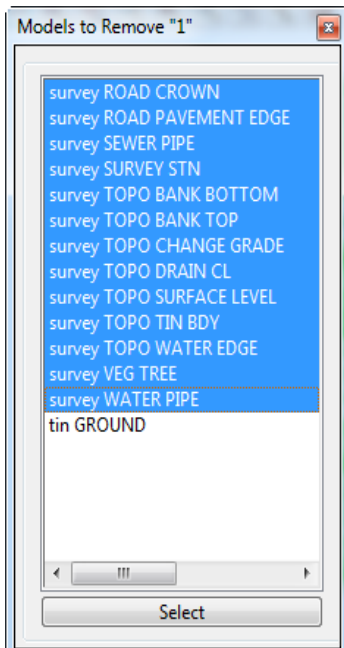 Models to Remove "1"
survey ROAD CROWN
survey ROAD PAVEMENT EDGE
survey SEWER PIPE
survey SURVEY STN
survey TOPO BANK BOTTOM
survey TOPO BANK TOP
survey TOPO CHANGE GRADE
survey TOPO DRAIN CL
survey TOPO SURFACE LEVEL
survey TOPO TIN BDY
survey TOPO WATER EDGE
survey VEG TREE
survey WATER PIPE
tin GROUND
Select